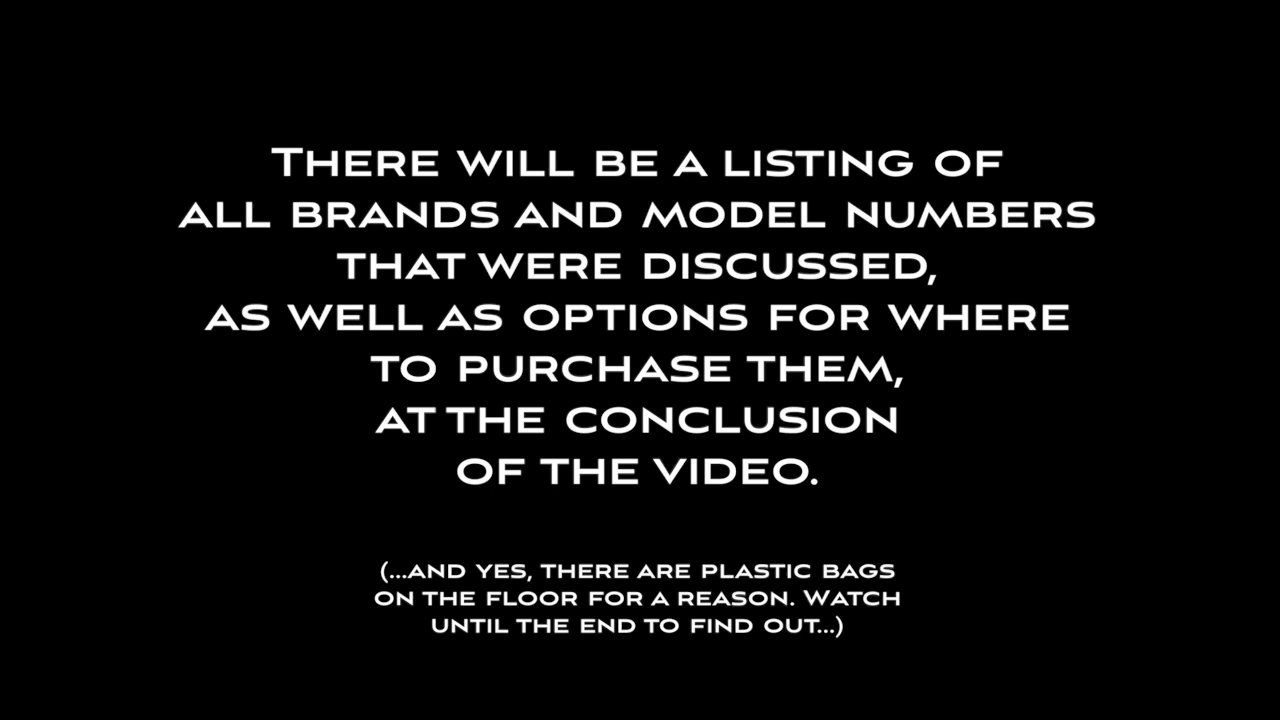 There will be a listing of
all brands and model numbers
that were discussed,
as well as options for where
to purchase them,
at the conclusion
of the video.
(...and yes, there are plastic bags
on the floor for a reason. Watch
until the end to find out...)